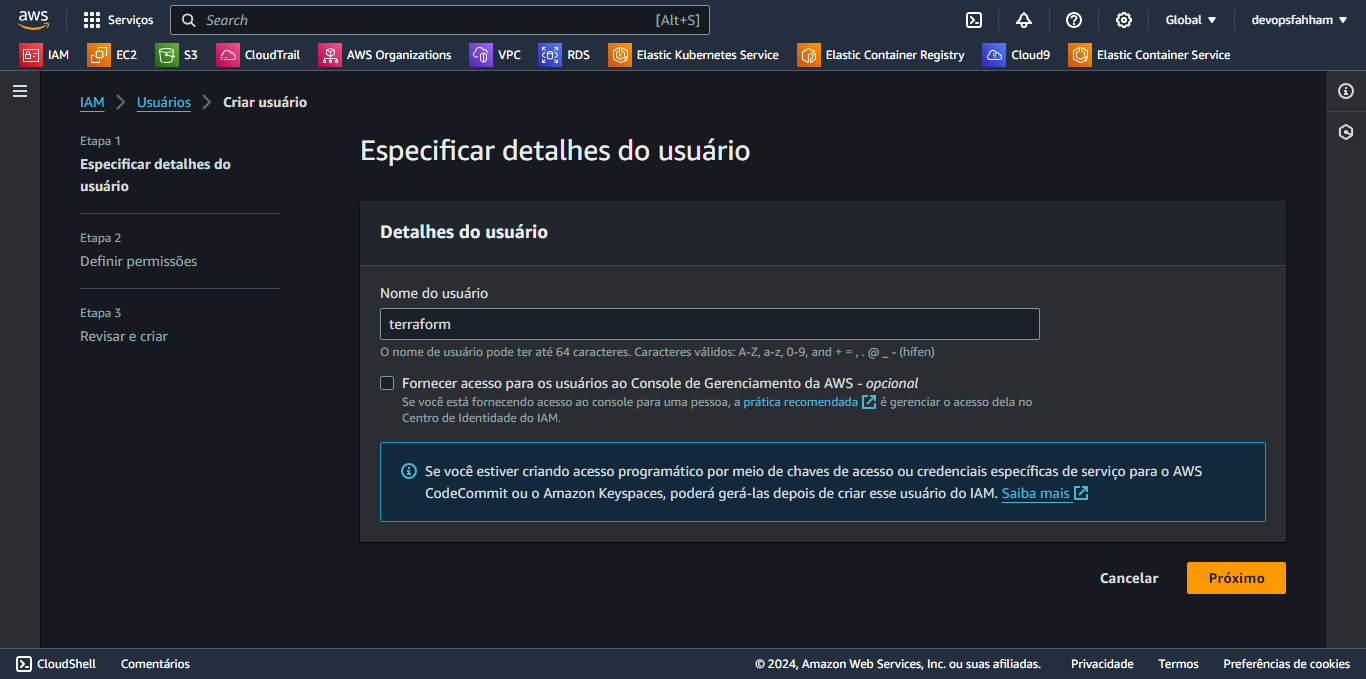 aws
Serviços
Search
[Alt+S]
Global
devopsfahham
IAM
EC2
S3
CloudTrail
AWS Organizations
VPC
RDS
Elastic Kubernetes Service
Elastic Container Registry
Cloud9
Elastic Container Service
IAM
Usuários
Criar usuário
Etapa 1
Especificar detalhes do
usuário
Etapa 2
Definir permissões
Etapa 3
Revisar e criar
Especificar detalhes do usuário
Detalhes do usuário
Nome do usuário
terraform
O nome de usuário pode ter até 64 caracteres. Caracteres válidos: A-Z, a-z, 0-9, and + = , . @ _ - (hífen)
Fornecer acesso para os usuários ao Console de Gerenciamento da AWS - opcional
Se você está fornecendo acesso ao console para uma pessoa, a prática recomendada é gerenciar o acesso dela no
Centro de Identidade do IAM.
Se você estiver criando acesso programático por meio de chaves de acesso ou credenciais específicas de serviço para o AWS
CodeCommit ou o Amazon Keyspaces, poderá gerá-las depois de criar esse usuário do IAM. Saiba mais
Cancelar
Próximo
CloudShell
Comentários
© 2024, Amazon Web Services, Inc. ou suas afiliadas.
Privacidade
Termos
Preferências de cookies